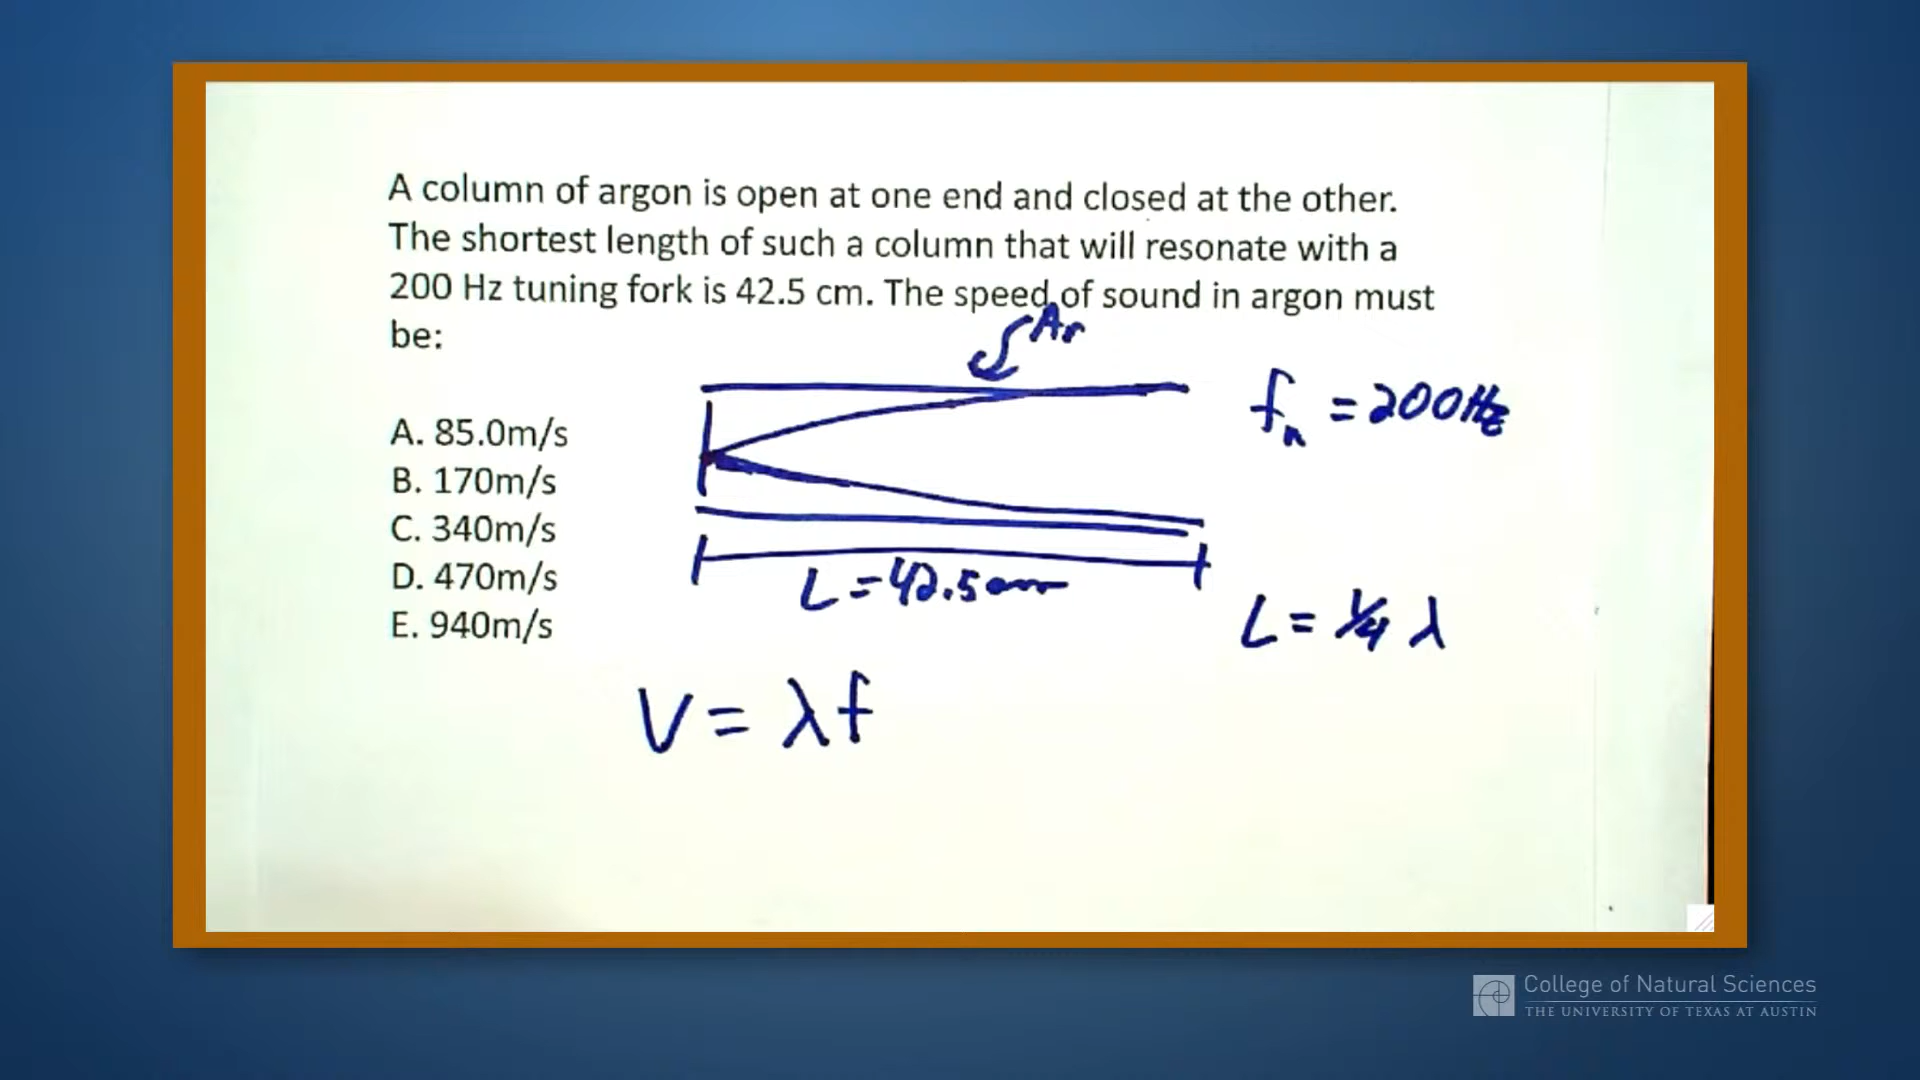 A column of argon is open at one end and closed at the other.
The shortest length of such a column that will resonate with a
200 Hz tuning fork is 42.5 cm. The speed of sound in argon must
be:
Ar
fn = 200Hz
A. 85.0m/s
B. 170m/s
C. 340m/s
D. 470m/s
E. 940m/s
L = 42.5cm
L = 1/4 λ
V = λf
College of Natural Sciences
THE UNIVERSITY OF TEXAS AT AUSTIN